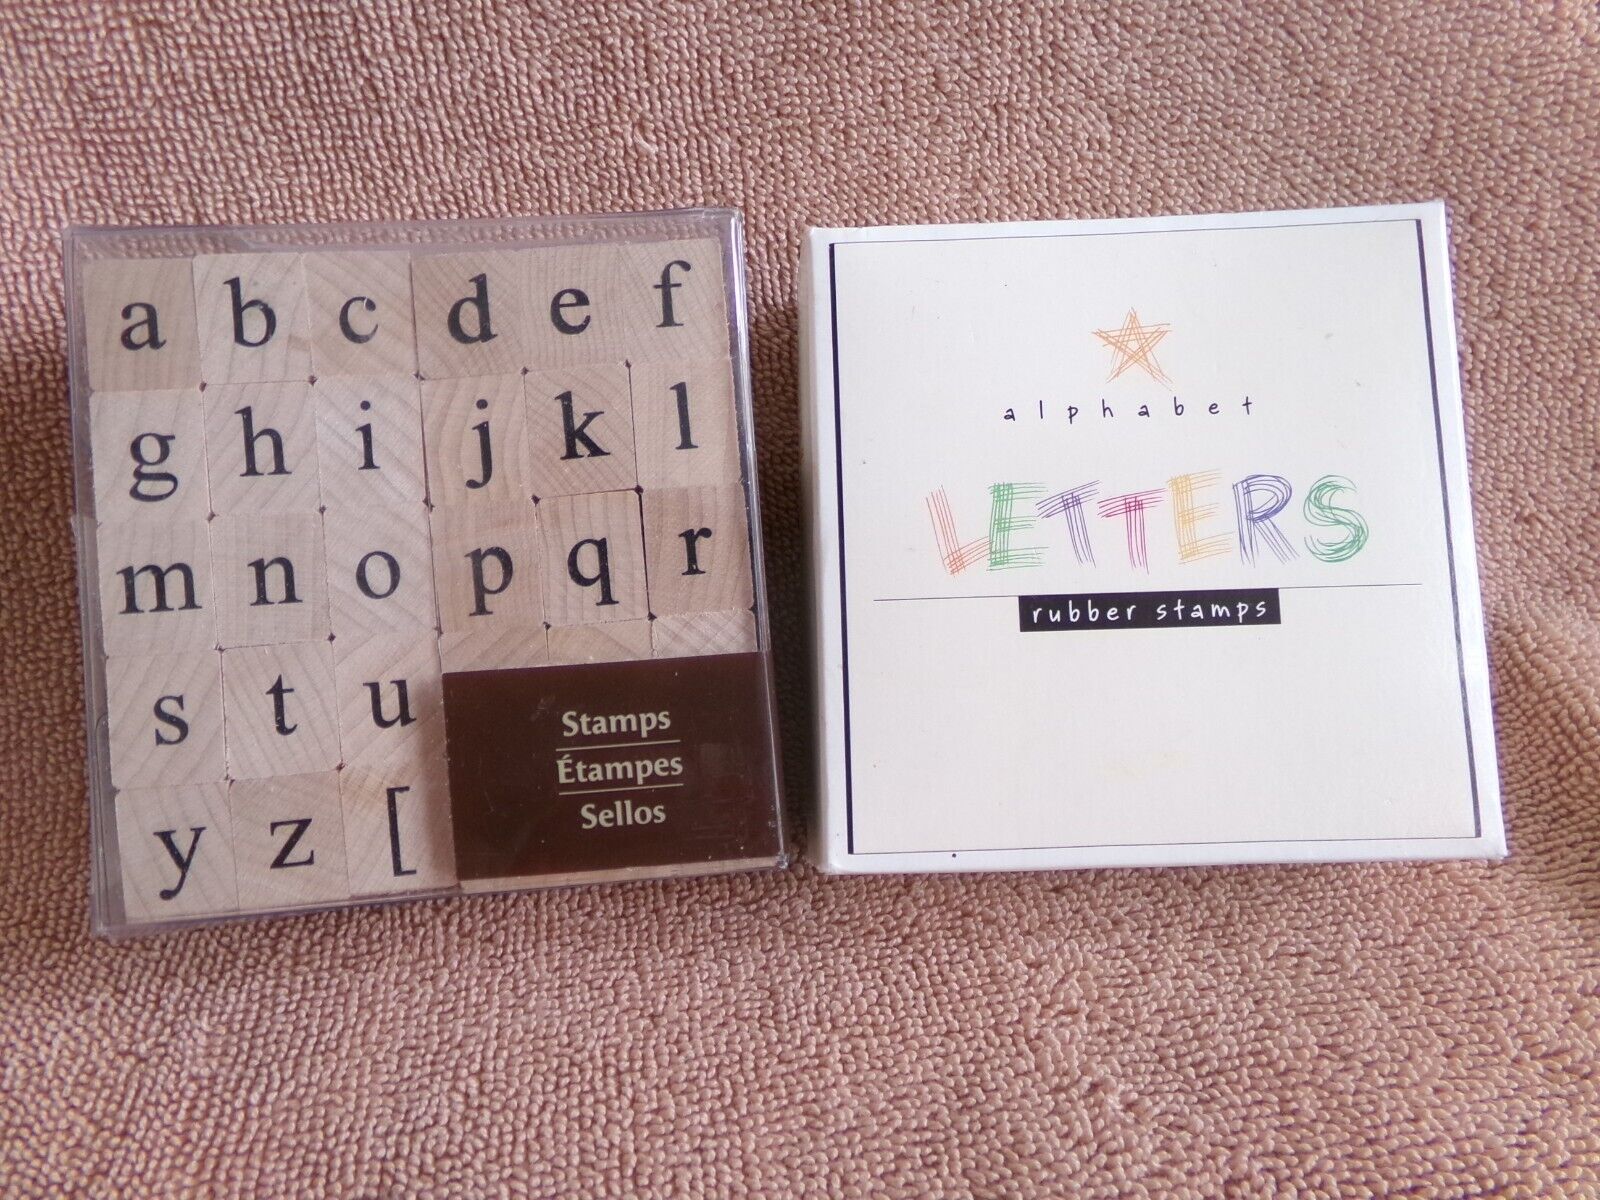 a b c d e f
g h i j k l
m n o p q r
s t u
y z [
Stamps
Étampes
Sellos
alphabet
LETTERS
rubber stamps